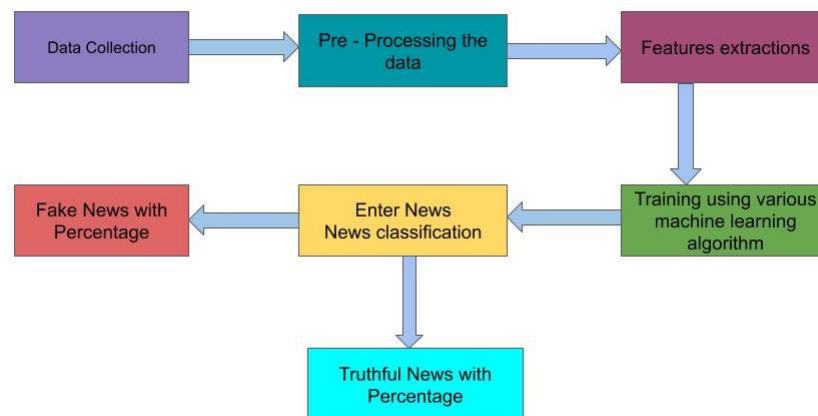 Data Collection
Pre - Processing the
data
Features extractions
Training using various
machine learning
algorithm
Enter News
News classification
Fake News with
Percentage
Truthful News with
Percentage